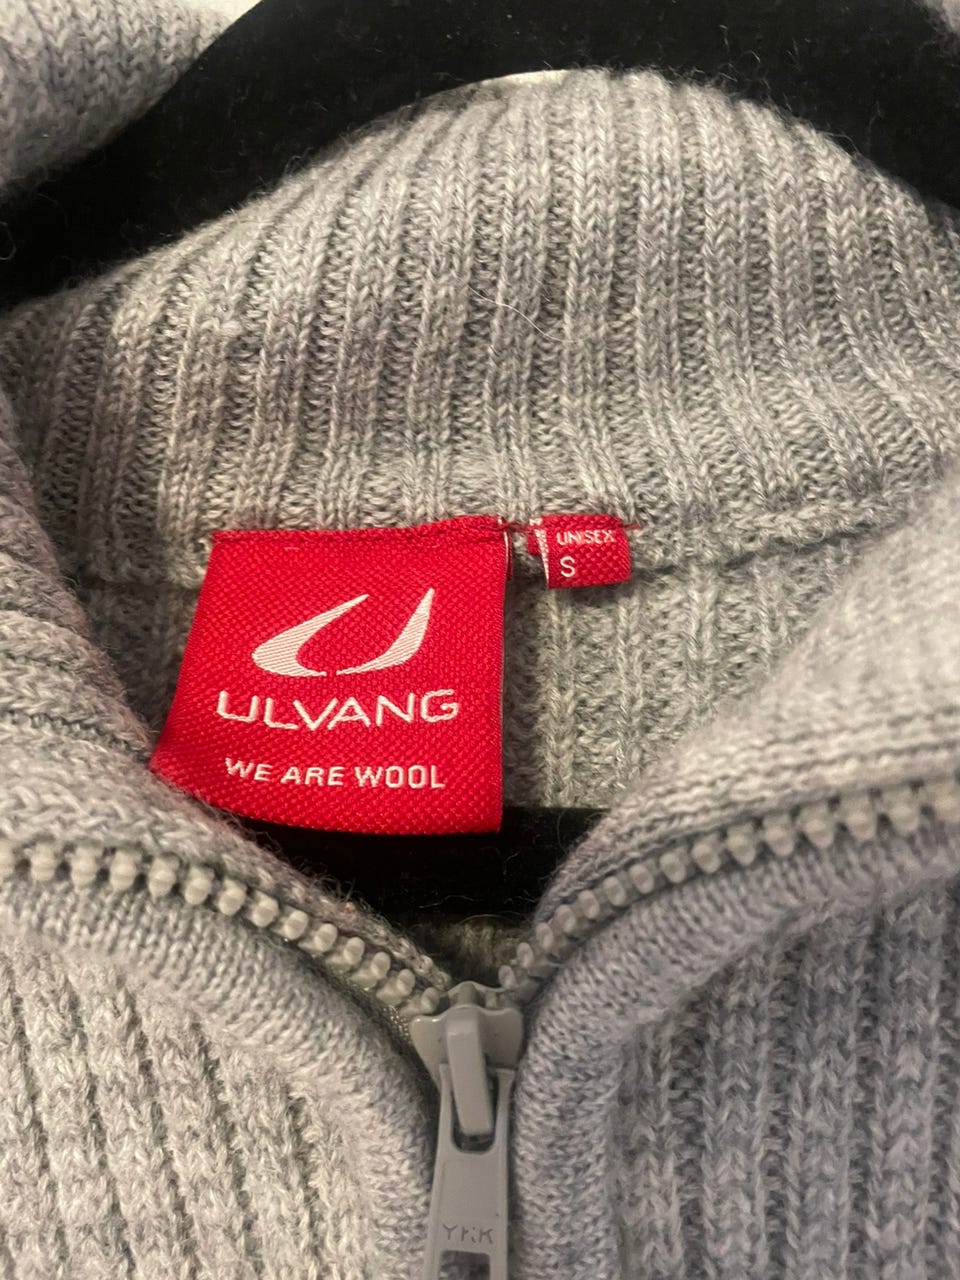 UNISEX
S
ULVANG
WE ARE WOOL
YKK